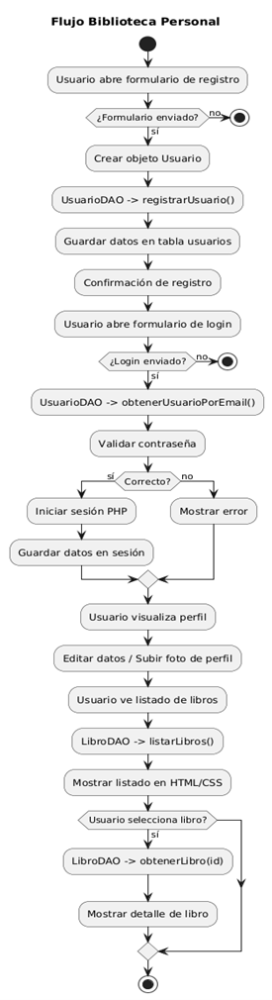 Flujo Biblioteca Personal
Usuario abre formulario de registro
¿Formulario enviado?
no
sí
Crear objeto Usuario
UsuarioDAO -> registrarUsuario()
Guardar datos en tabla usuarios
Confirmación de registro
Usuario abre formulario de login
¿Login enviado?
no
sí
UsuarioDAO -> obtenerUsuarioPorEmail()
Validar contraseña
sí
Correcto?
no
Iniciar sesión PHP
Mostrar error
Guardar datos en sesión
Usuario visualiza perfil
Editar datos / Subir foto de perfil
Usuario ve listado de libros
LibroDAO -> listarLibros()
Mostrar listado en HTML/CSS
Usuario selecciona libro?
sí
LibroDAO -> obtenerLibro(id)
Mostrar detalle de libro